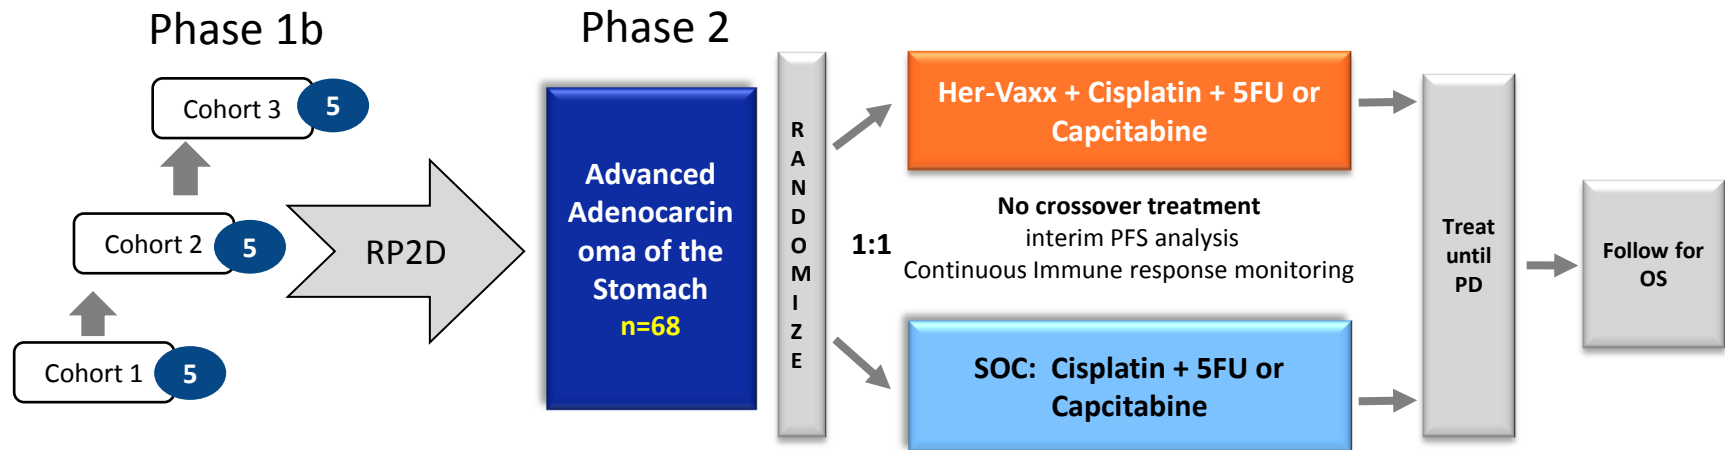 Phase 1b
Cohort 3
5
Cohort 2
5
Cohort 1
5
RP2D
Phase 2
Advanced
Adenocarcin
oma of the
Stomach
n=68
R
A
N
D
O
M
I
Z
E
1:1
Her-Vaxx + Cisplatin + 5FU or
Capcitabine
No crossover treatment
interim PFS analysis
Continuous Immune response monitoring
SOC:  Cisplatin + 5FU or
Capcitabine
Treat
until
PD
Follow for
OS